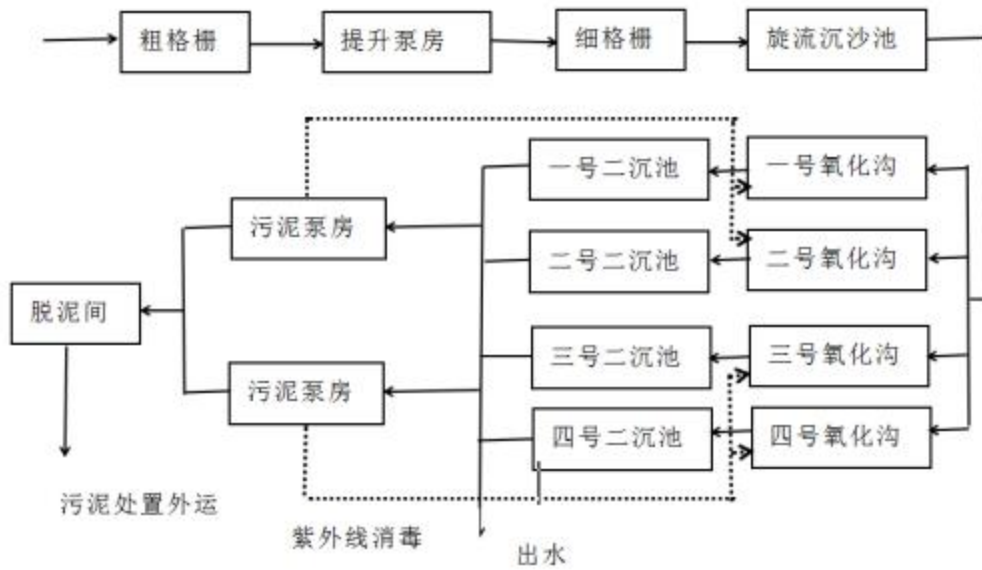 粗格栅
提升泵房
细格栅
旋流沉沙池
一号二沉池
一号氧化沟
污泥泵房
二号二沉池
二号氧化沟
脱泥间
三号二沉池
三号氧化沟
污泥泵房
四号二沉池
四号氧化沟
污泥处置外运
紫外线消毒
出水